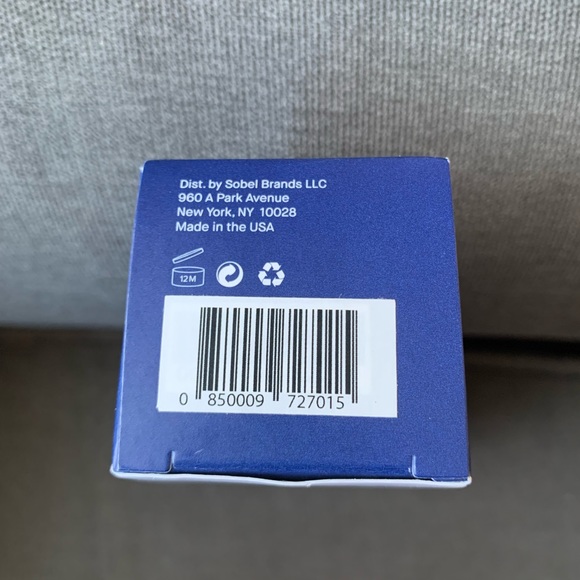 Dist. by Sobel Brands LLC
960 A Park Avenue
New York, NY 10028
Made in the USA
12M
0 850009 727015